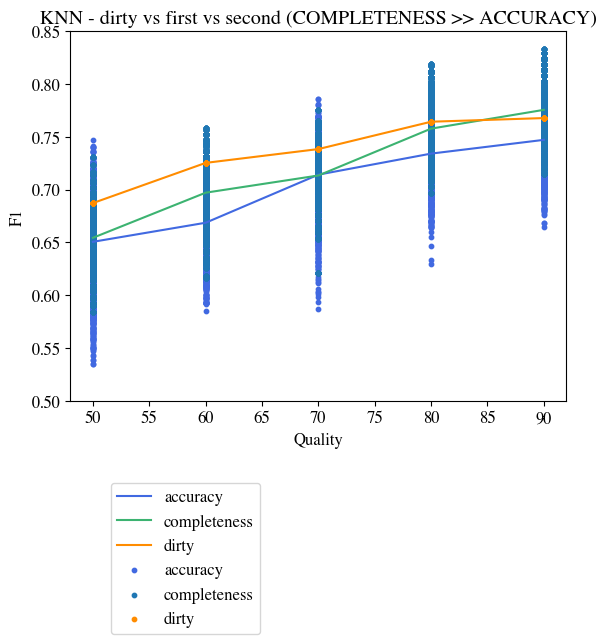 KNN - dirty vs first vs second (COMPLETENESS >> ACCURACY)
0.85
0.80
0.75
0.70
0.65
0.60
0.55
0.50
F1
50 55 60 65 70 75 80 85 90
Quality
accuracy
completeness
dirty
accuracy
completeness
dirty